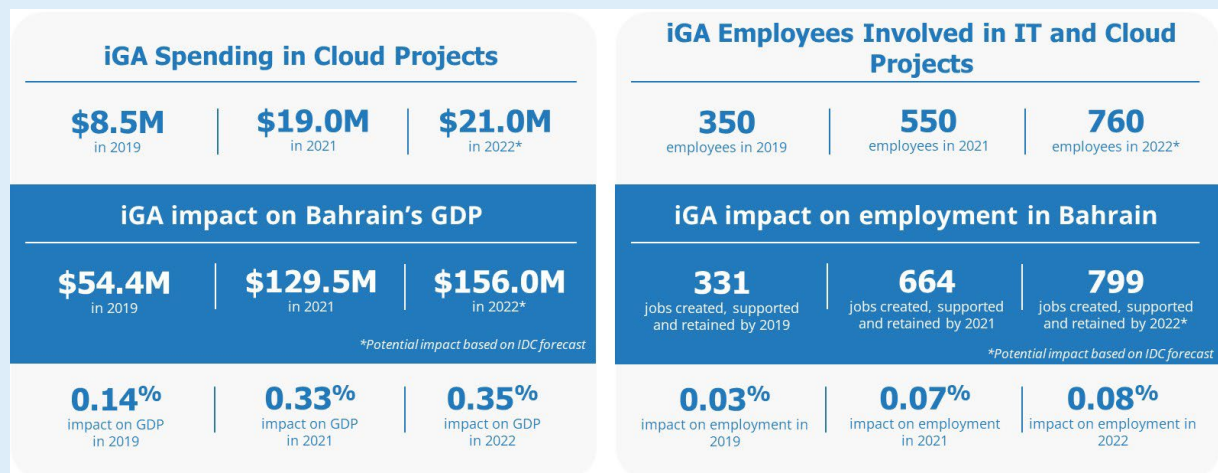 iGA Spending in Cloud Projects
$8.5M
in 2019
$19.0M
in 2021
$21.0M
in 2022*
iGA impact on Bahrain’s GDP
$54.4M
in 2019
$129.5M
in 2021
$156.0M
in 2022*
*Potential impact based on IDC forecast
0.14%
impact on GDP
in 2019
0.33%
impact on GDP
in 2021
0.35%
impact on GDP
in 2022
iGA Employees Involved in IT and Cloud
Projects
350
employees in 2019
550
employees in 2021
760
employees in 2022*
iGA impact on employment in Bahrain
331
jobs created, supported
and retained by 2019
664
jobs created, supported
and retained by 2021
799
jobs created, supported
and retained by 2022*
*Potential impact based on IDC forecast
0.03%
impact on employment in
2019
0.07%
impact on employment
in 2021
0.08%
impact on employment in
2022